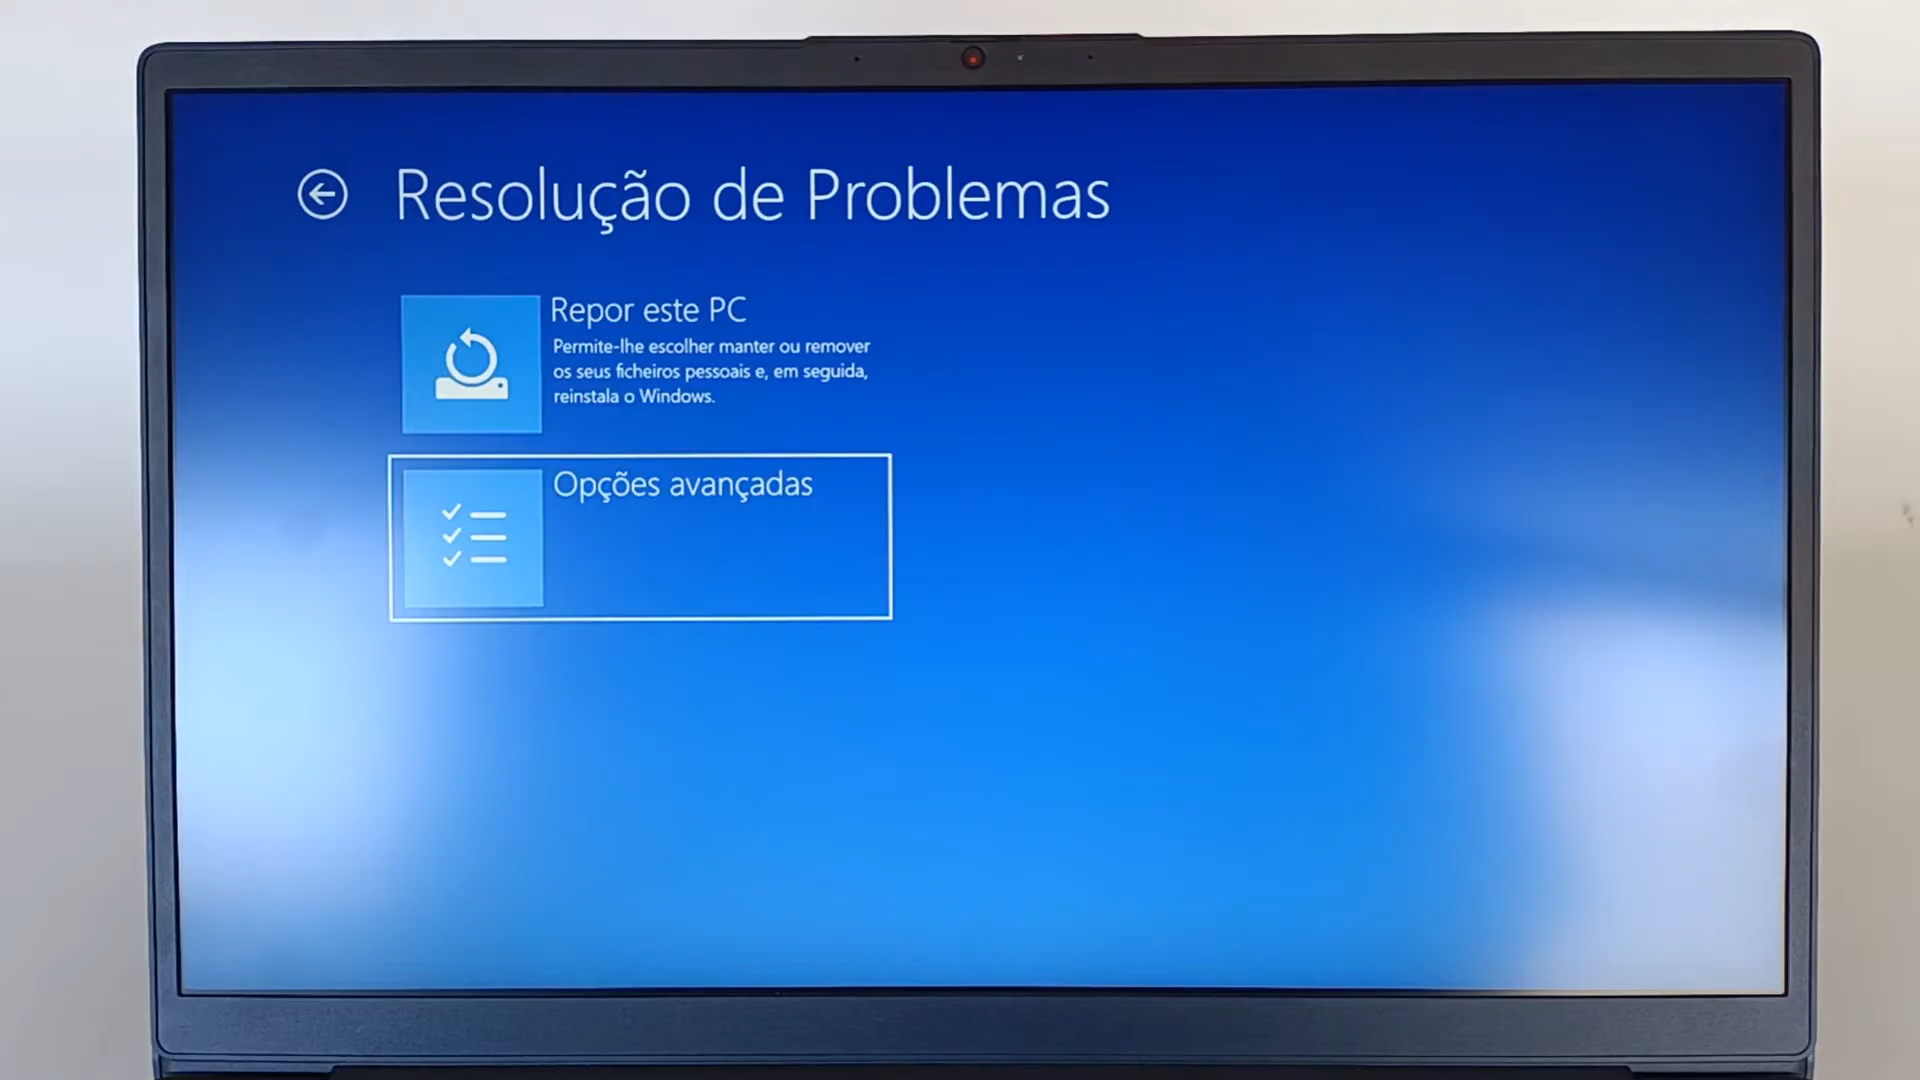 Resolução de Problemas
Repor este PC
Permite-lhe escolher manter ou remover
os seus ficheiros pessoais e, em seguida,
reinstala o Windows.
Opções avançadas